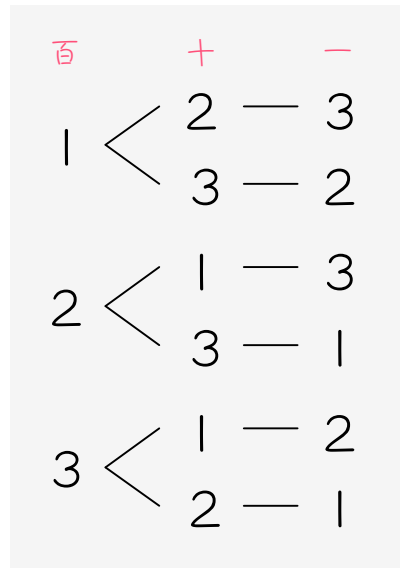 百 十 一
2 — 3
1
3 — 2
1 — 3
2
3 — 1
1 — 2
3
2 — 1